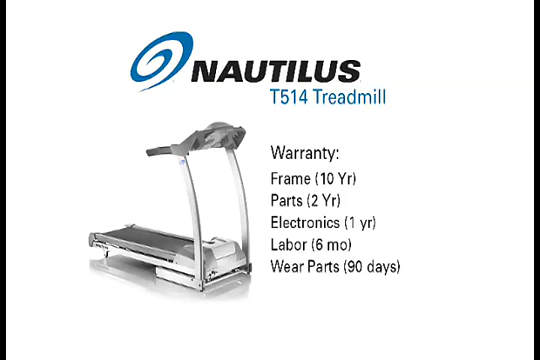 NAUTILUS
T514 Treadmill
Warranty:
Frame (10 Yr)
Parts (2 Yr)
Electronics (1 yr)
Labor (6 mo)
Wear Parts (90 days)